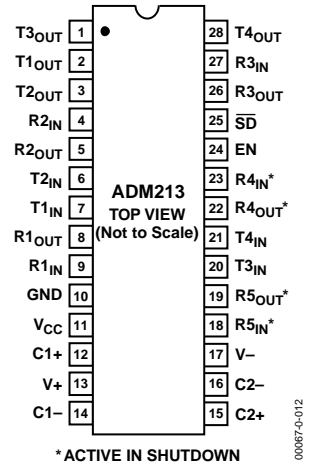 T3OUT 1 28 T4OUT
T1OUT 2 27 R3IN
T2OUT 3 26 R3OUT
R2IN 4 25 SD
R2OUT 5 24 EN
T2IN 6 23 R4IN*
ADM213
T1IN 7 22 R4OUT*
TOP VIEW
(Not to Scale)
R1OUT 8 21 T4IN
R1IN 9 20 T3IN
GND 10 19 R5OUT*
VCC 11 18 R5IN*
C1+ 12 17 V–
V+ 13 16 C2–
C1– 14 15 C2+
*ACTIVE IN SHUTDOWN
00067-0-012